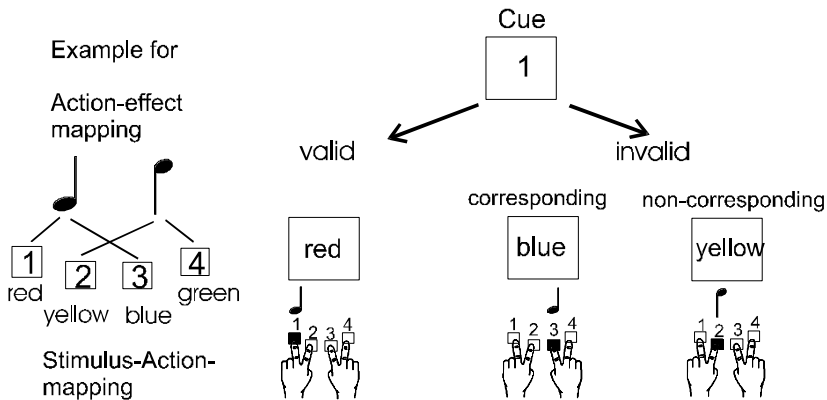 Example for
Action-effect
mapping
1 2 3 4
red yellow blue green
Stimulus-Action-
mapping
Cue
1
valid
invalid
corresponding
non-corresponding
red
blue
yellow
1 2 3 4
1 2 3 4
1 2 3 4